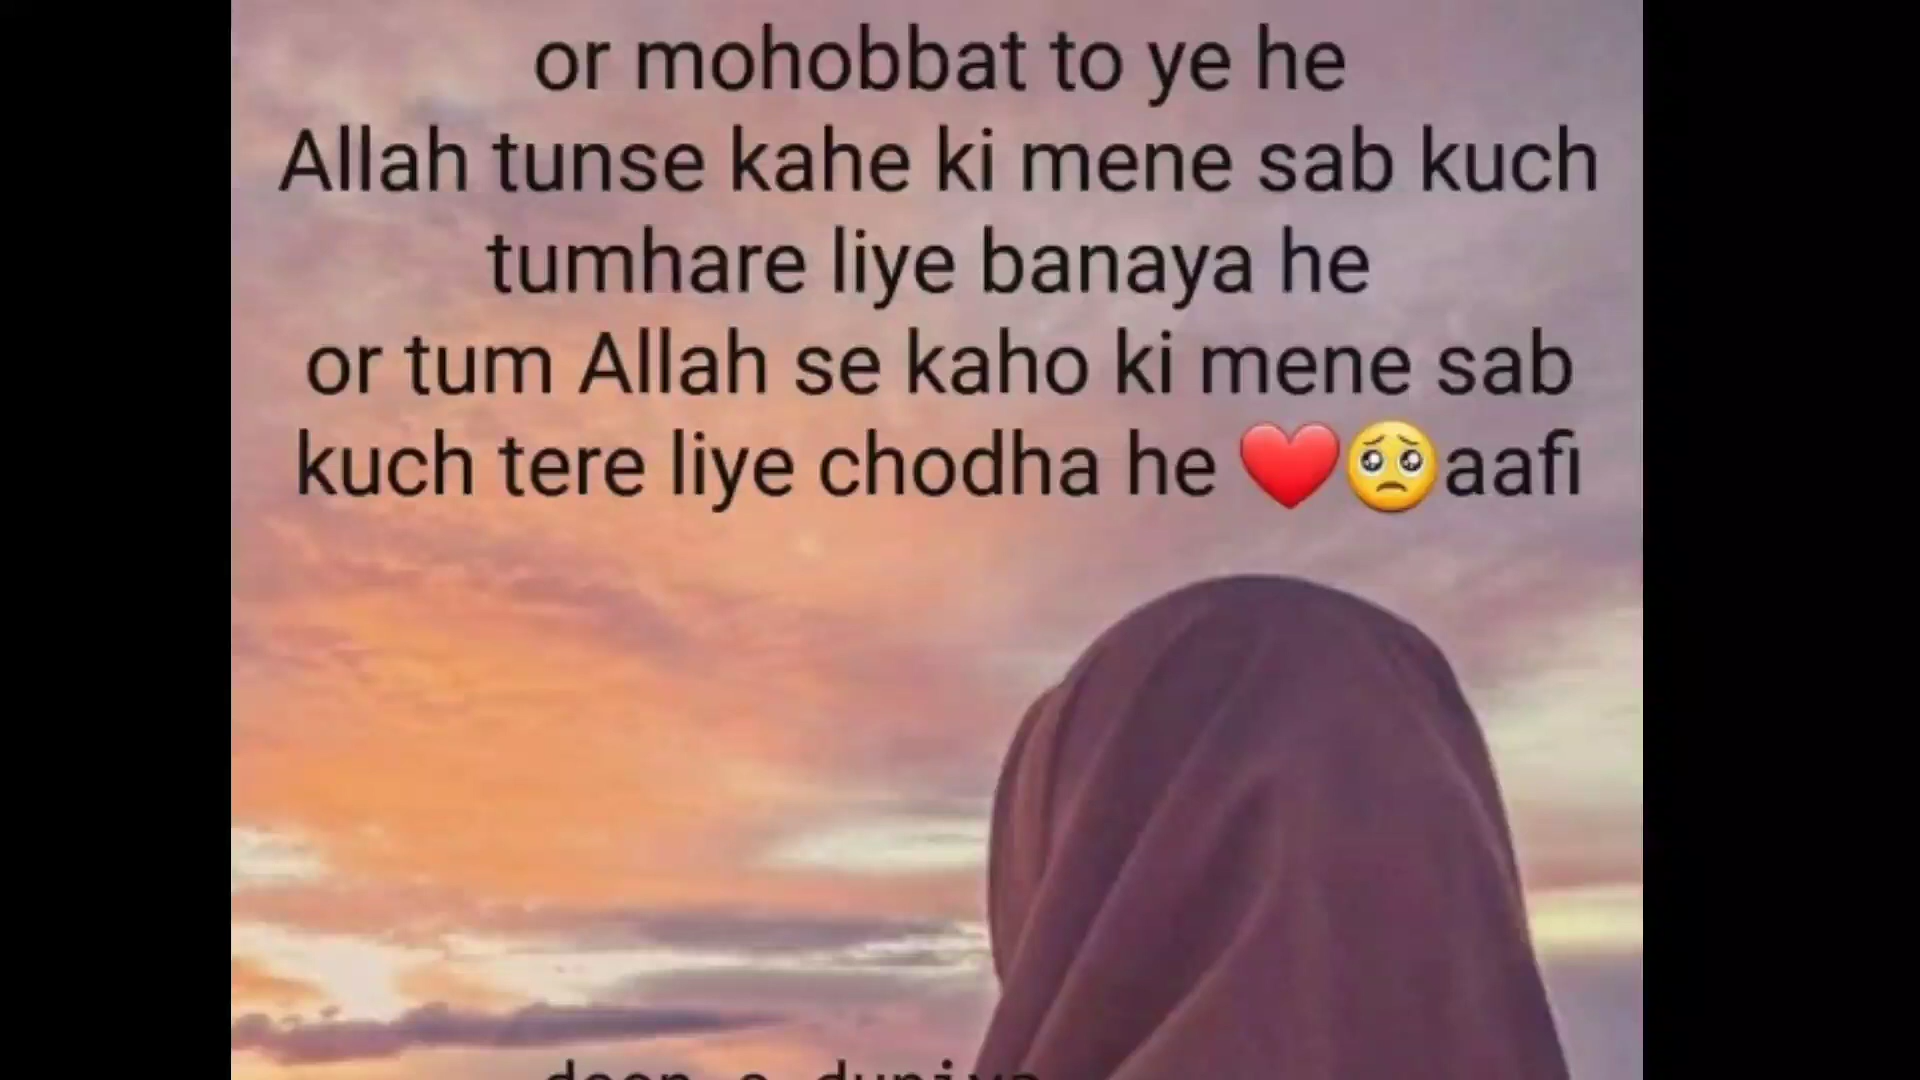 or mohobbat to ye he
Allah tunse kahe ki mene sab kuch
tumhare liye banaya he
or tum Allah se kaho ki mene sab
kuch tere liye chodha he ❤️🥺aafi
deen_e_duniya